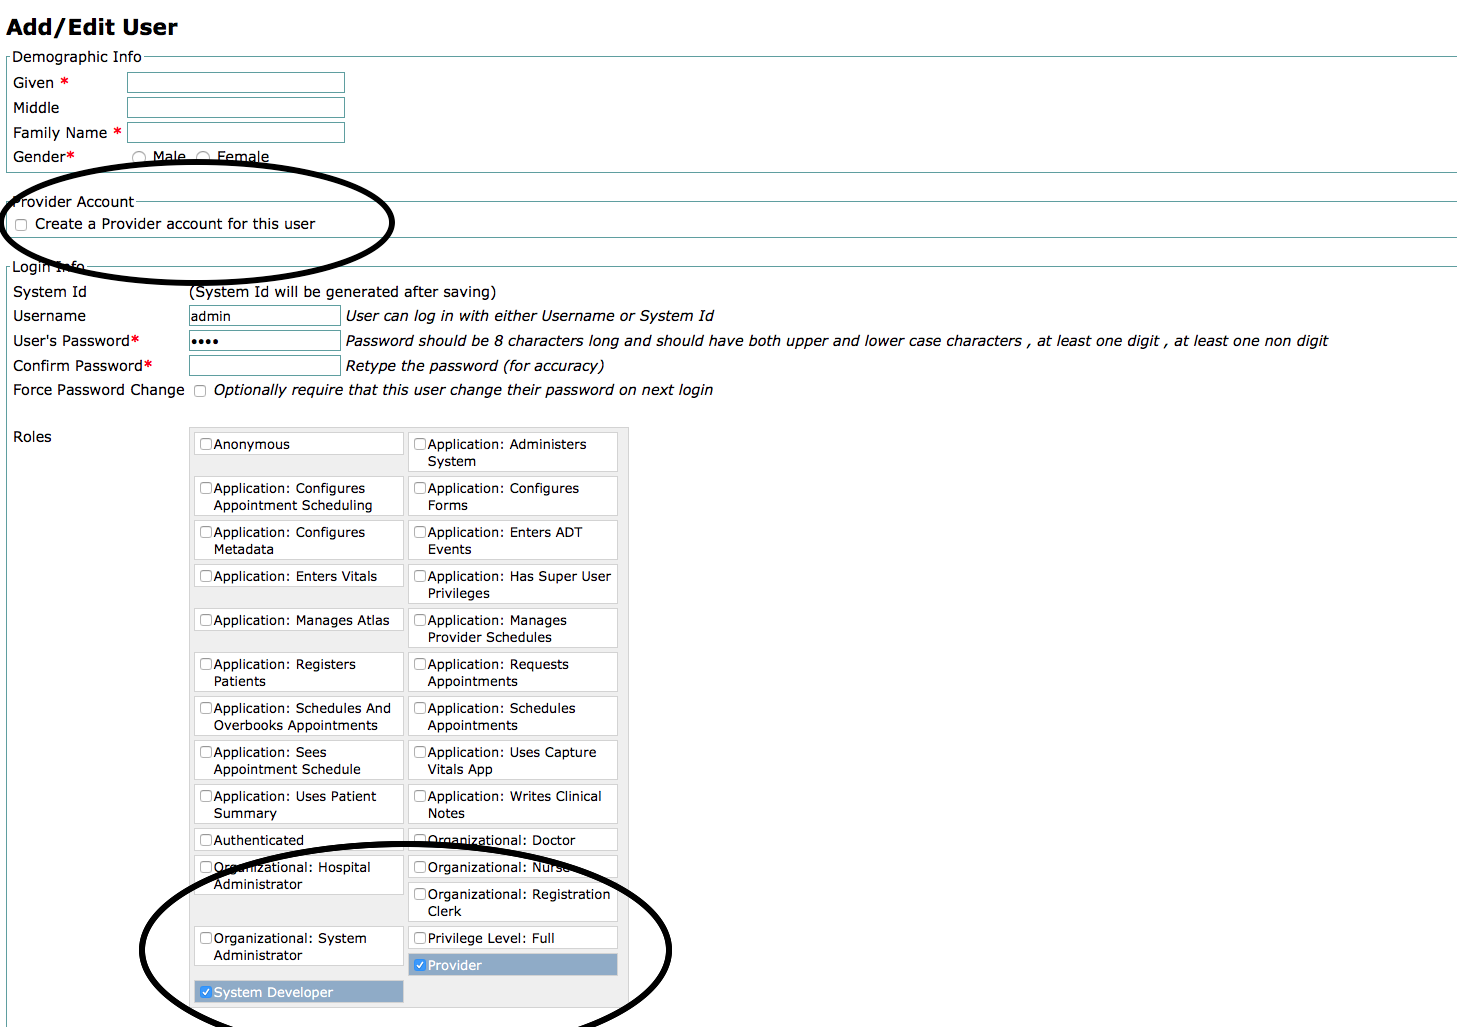 Add/Edit User
Demographic Info
Given *
Middle
Family Name *
Gender* Male Female
Provider Account
Create a Provider account for this user
Login Info
System Id (System Id will be generated after saving)
Username admin User can log in with either Username or System Id
User's Password* •••• Password should be 8 characters long and should have both upper and lower case characters , at least one digit , at least one non digit
Confirm Password* Retype the password (for accuracy)
Force Password Change Optionally require that this user change their password on next login
Roles
Anonymous
Application: Administers
System
Application: Configures
Appointment Scheduling
Application: Configures
Forms
Application: Configures
Metadata
Application: Enters ADT
Events
Application: Enters Vitals
Application: Has Super User
Privileges
Application: Manages Atlas
Application: Manages
Provider Schedules
Application: Registers
Patients
Application: Requests
Appointments
Application: Schedules And
Overbooks Appointments
Application: Schedules
Appointments
Application: Sees
Appointment Schedule
Application: Uses Capture
Vitals App
Application: Uses Patient
Summary
Application: Writes Clinical
Notes
Authenticated
Organizational: Doctor
Organizational: Hospital
Administrator
Organizational: Nurse
Organizational: Registration
Clerk
Organizational: System
Administrator
Privilege Level: Full
Provider
System Developer